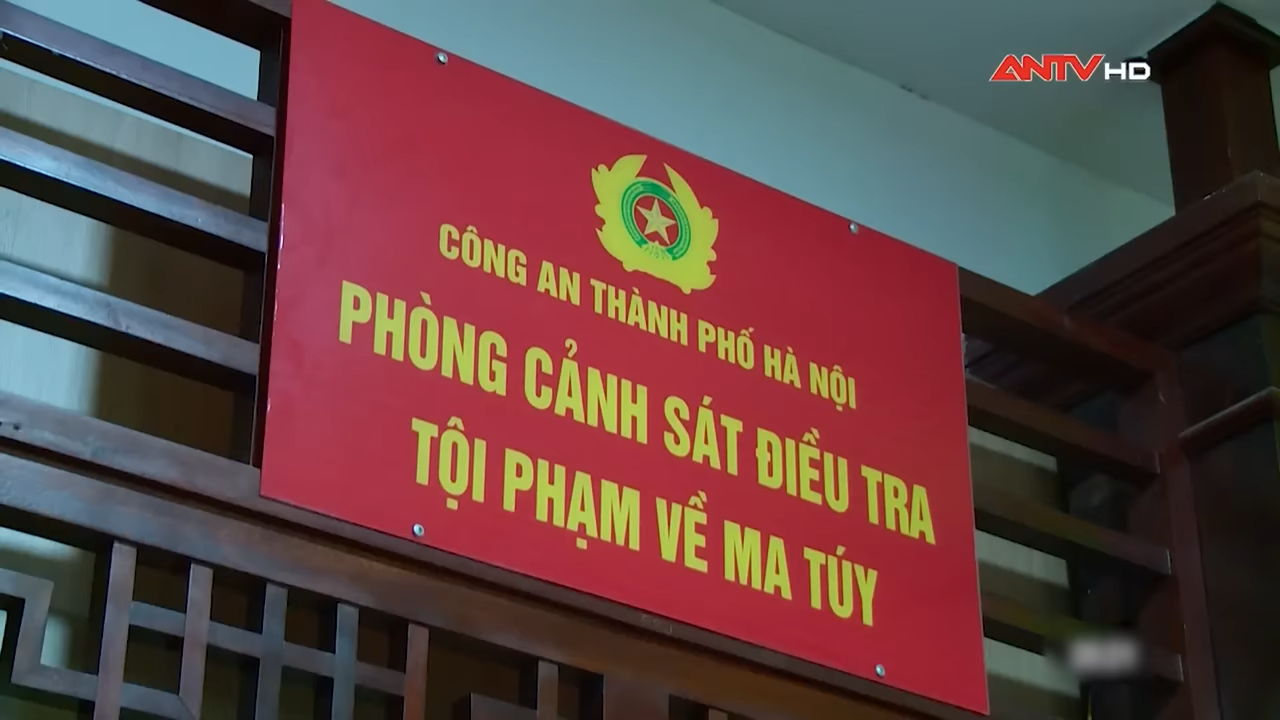 ANTV HD
CÔNG AN THÀNH PHỐ HÀ NỘI
PHÒNG CẢNH SÁT ĐIỀU TRA
TỘI PHẠM VỀ MA TÚY